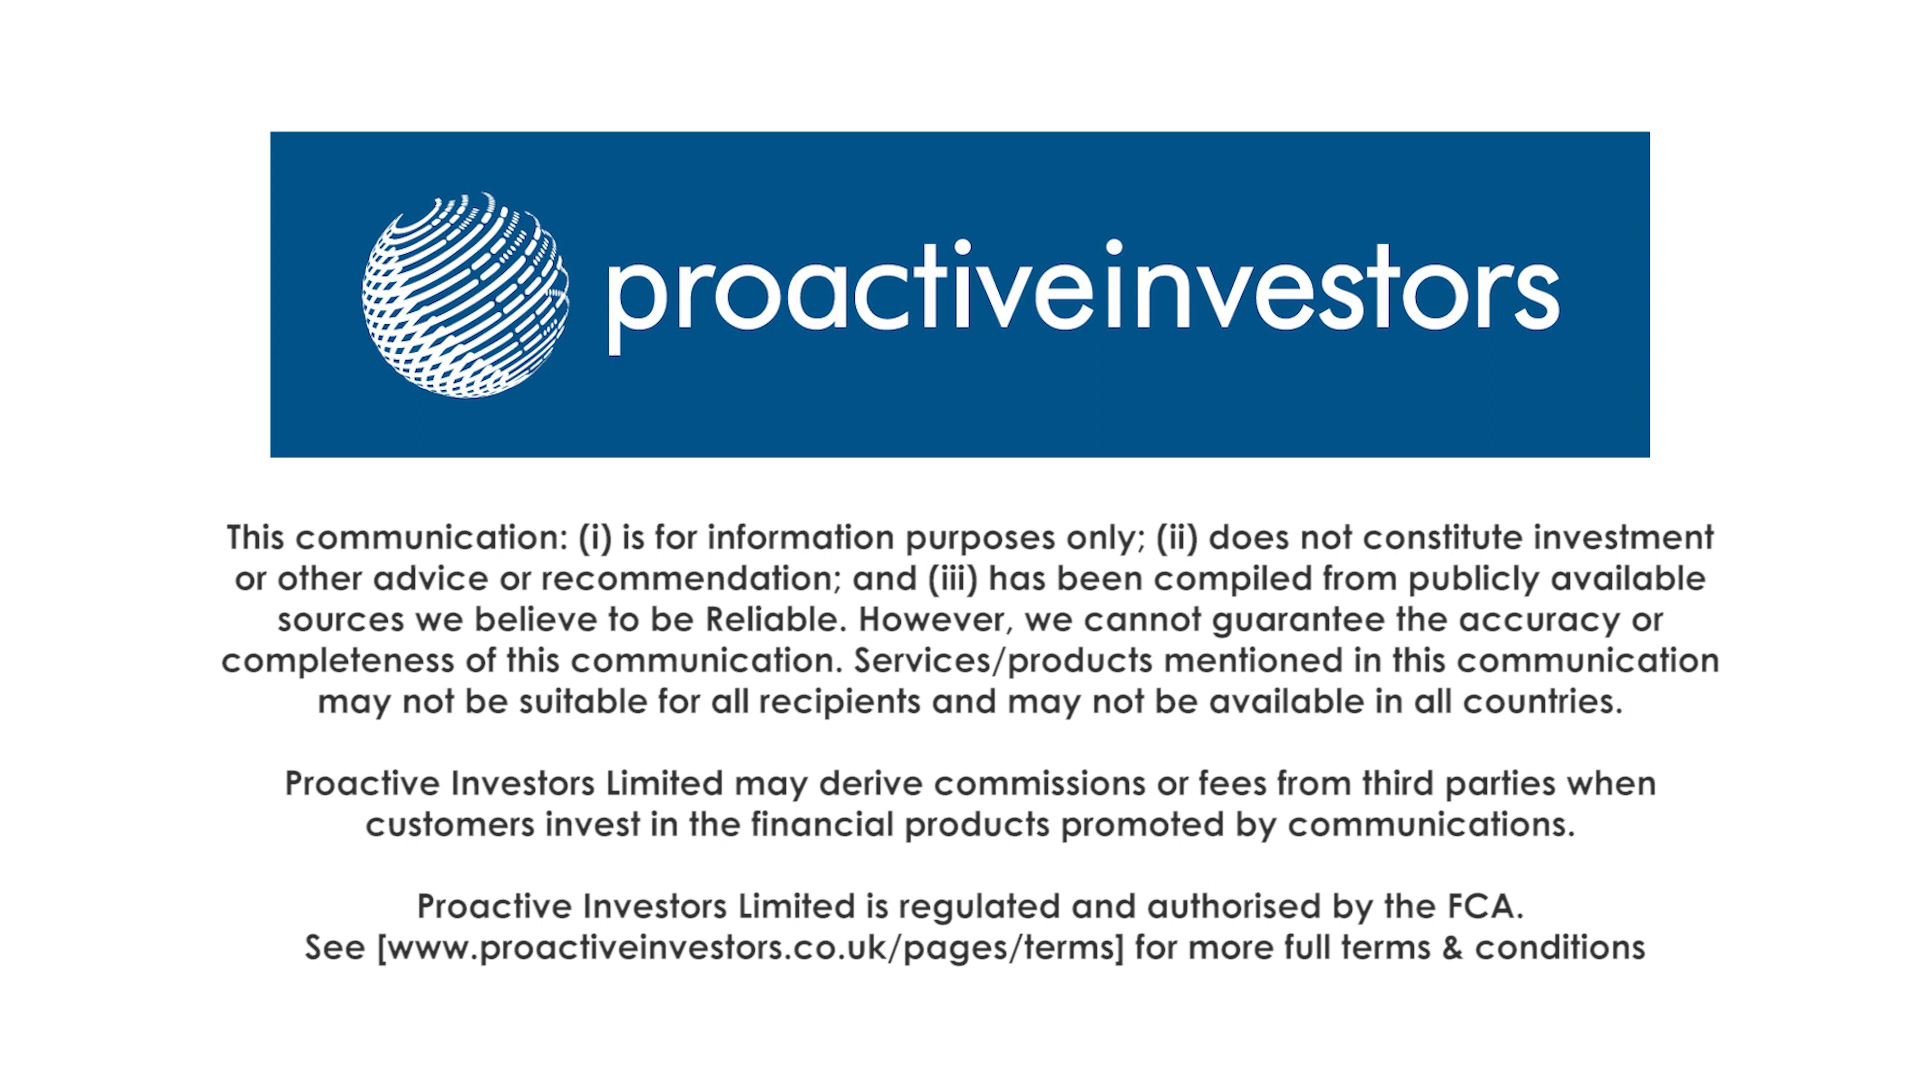 proactiveinvestors
This communication: (i) is for information purposes only; (ii) does not constitute investment
or other advice or recommendation; and (iii) has been compiled from publicly available
sources we believe to be Reliable. However, we cannot guarantee the accuracy or
completeness of this communication. Services/products mentioned in this communication
may not be suitable for all recipients and may not be available in all countries.
Proactive Investors Limited may derive commissions or fees from third parties when
customers invest in the financial products promoted by communications.
Proactive Investors Limited is regulated and authorised by the FCA.
See [www.proactiveinvestors.co.uk/pages/terms] for more full terms & conditions